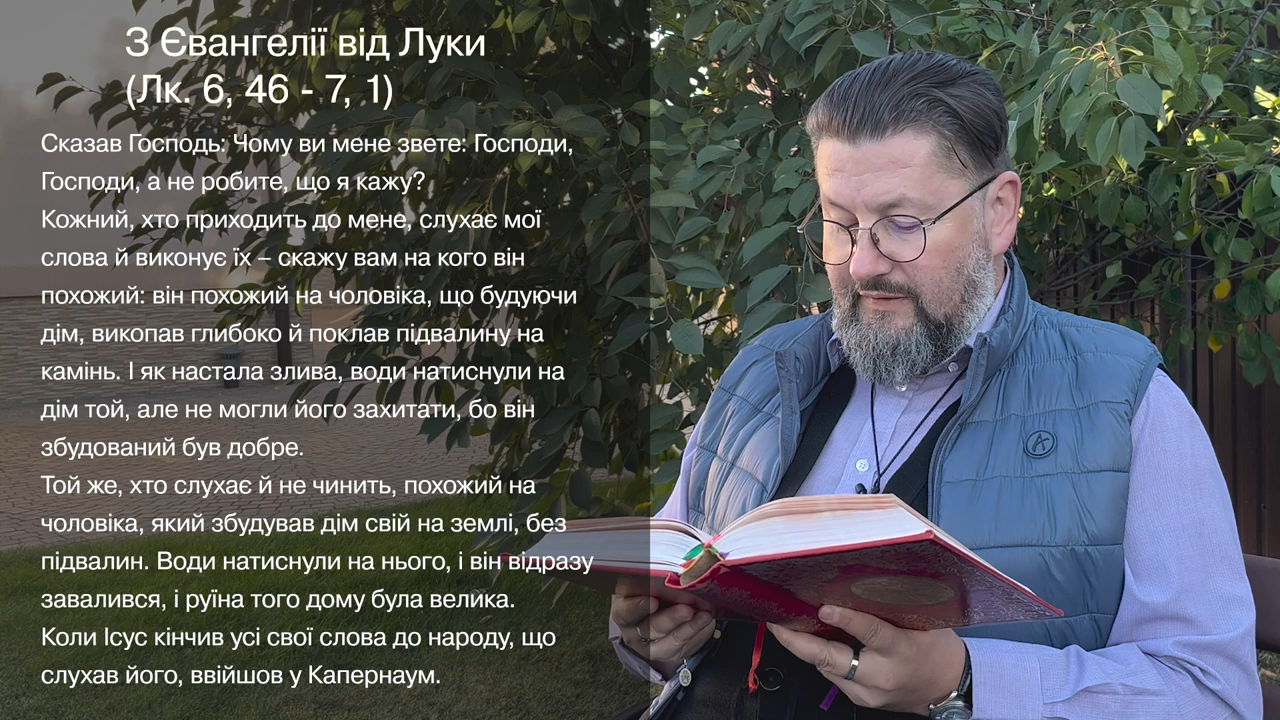 З Євангелії від Луки
(Лк. 6, 46 - 7, 1)
Сказав Господь: Чому ви мене звете: Господи,
Господи, а не робите, що я кажу?
Кожний, хто приходить до мене, слухає мої
слова й виконує їх – скажу вам на кого він
похожий: він похожий на чоловіка, що будуючи
дім, викопав глибоко й поклав підвалину на
камінь. І як настала злива, води натиснули на
дім той, але не могли його захитати, бо він
збудований був добре.
Той же, хто слухає й не чинить, похожий на
чоловіка, який збудував дім свій на землі, без
підвалин. Води натиснули на нього, і він відразу
завалився, і руїна того дому була велика.
Коли Ісус кінчив усі свої слова до народу, що
слухав його, ввійшов у Капернаум.